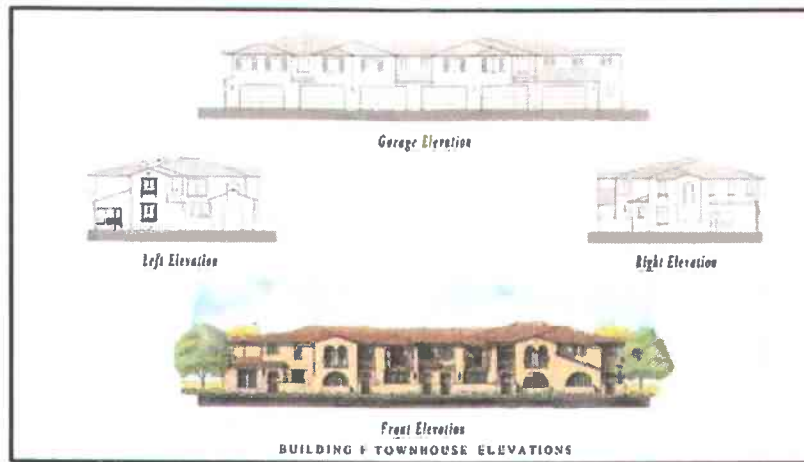 Garage Elevation
Left Elevation
Right Elevation
Front Elevation
BUILDING F TOWNHOUSE ELEVATIONS